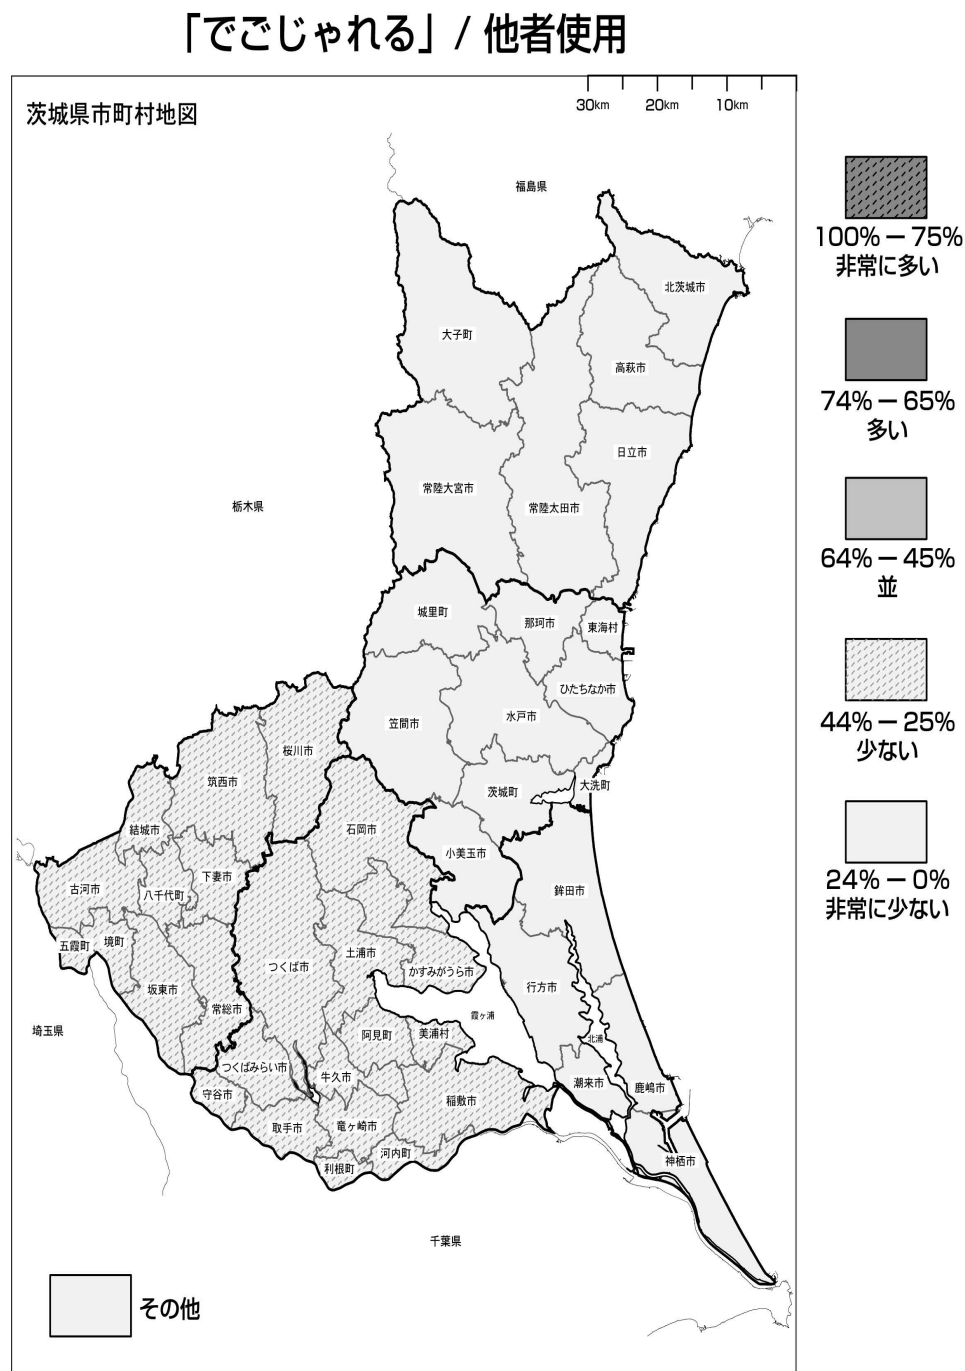 「でごじゃれる」/ 他者使用
茨城県市町村地図
30km 20km 10km
福島県
北茨城市
大子町
高萩市
日立市
常陸大宮市
常陸太田市
栃木県
城里町
那珂市
東海村
ひたちなか市
水戸市
笠間市
桜川市
筑西市
茨城町
大洗町
結城市
石岡市
小美玉市
下妻市
八千代町
古河市
鉾田市
五霞町
境町
土浦市
つくば市
かすみがうら市
坂東市
行方市
常総市
霞ヶ浦
埼玉県
阿見町
美浦村
北浦
つくばみらい市
牛久市
潮来市
鹿嶋市
守谷市
稲敷市
取手市
竜ヶ崎市
河内町
神栖市
利根町
千葉県
100% − 75%
非常に多い
74% − 65%
多い
64% − 45%
並
44% − 25%
少ない
24% − 0%
非常に少ない
その他